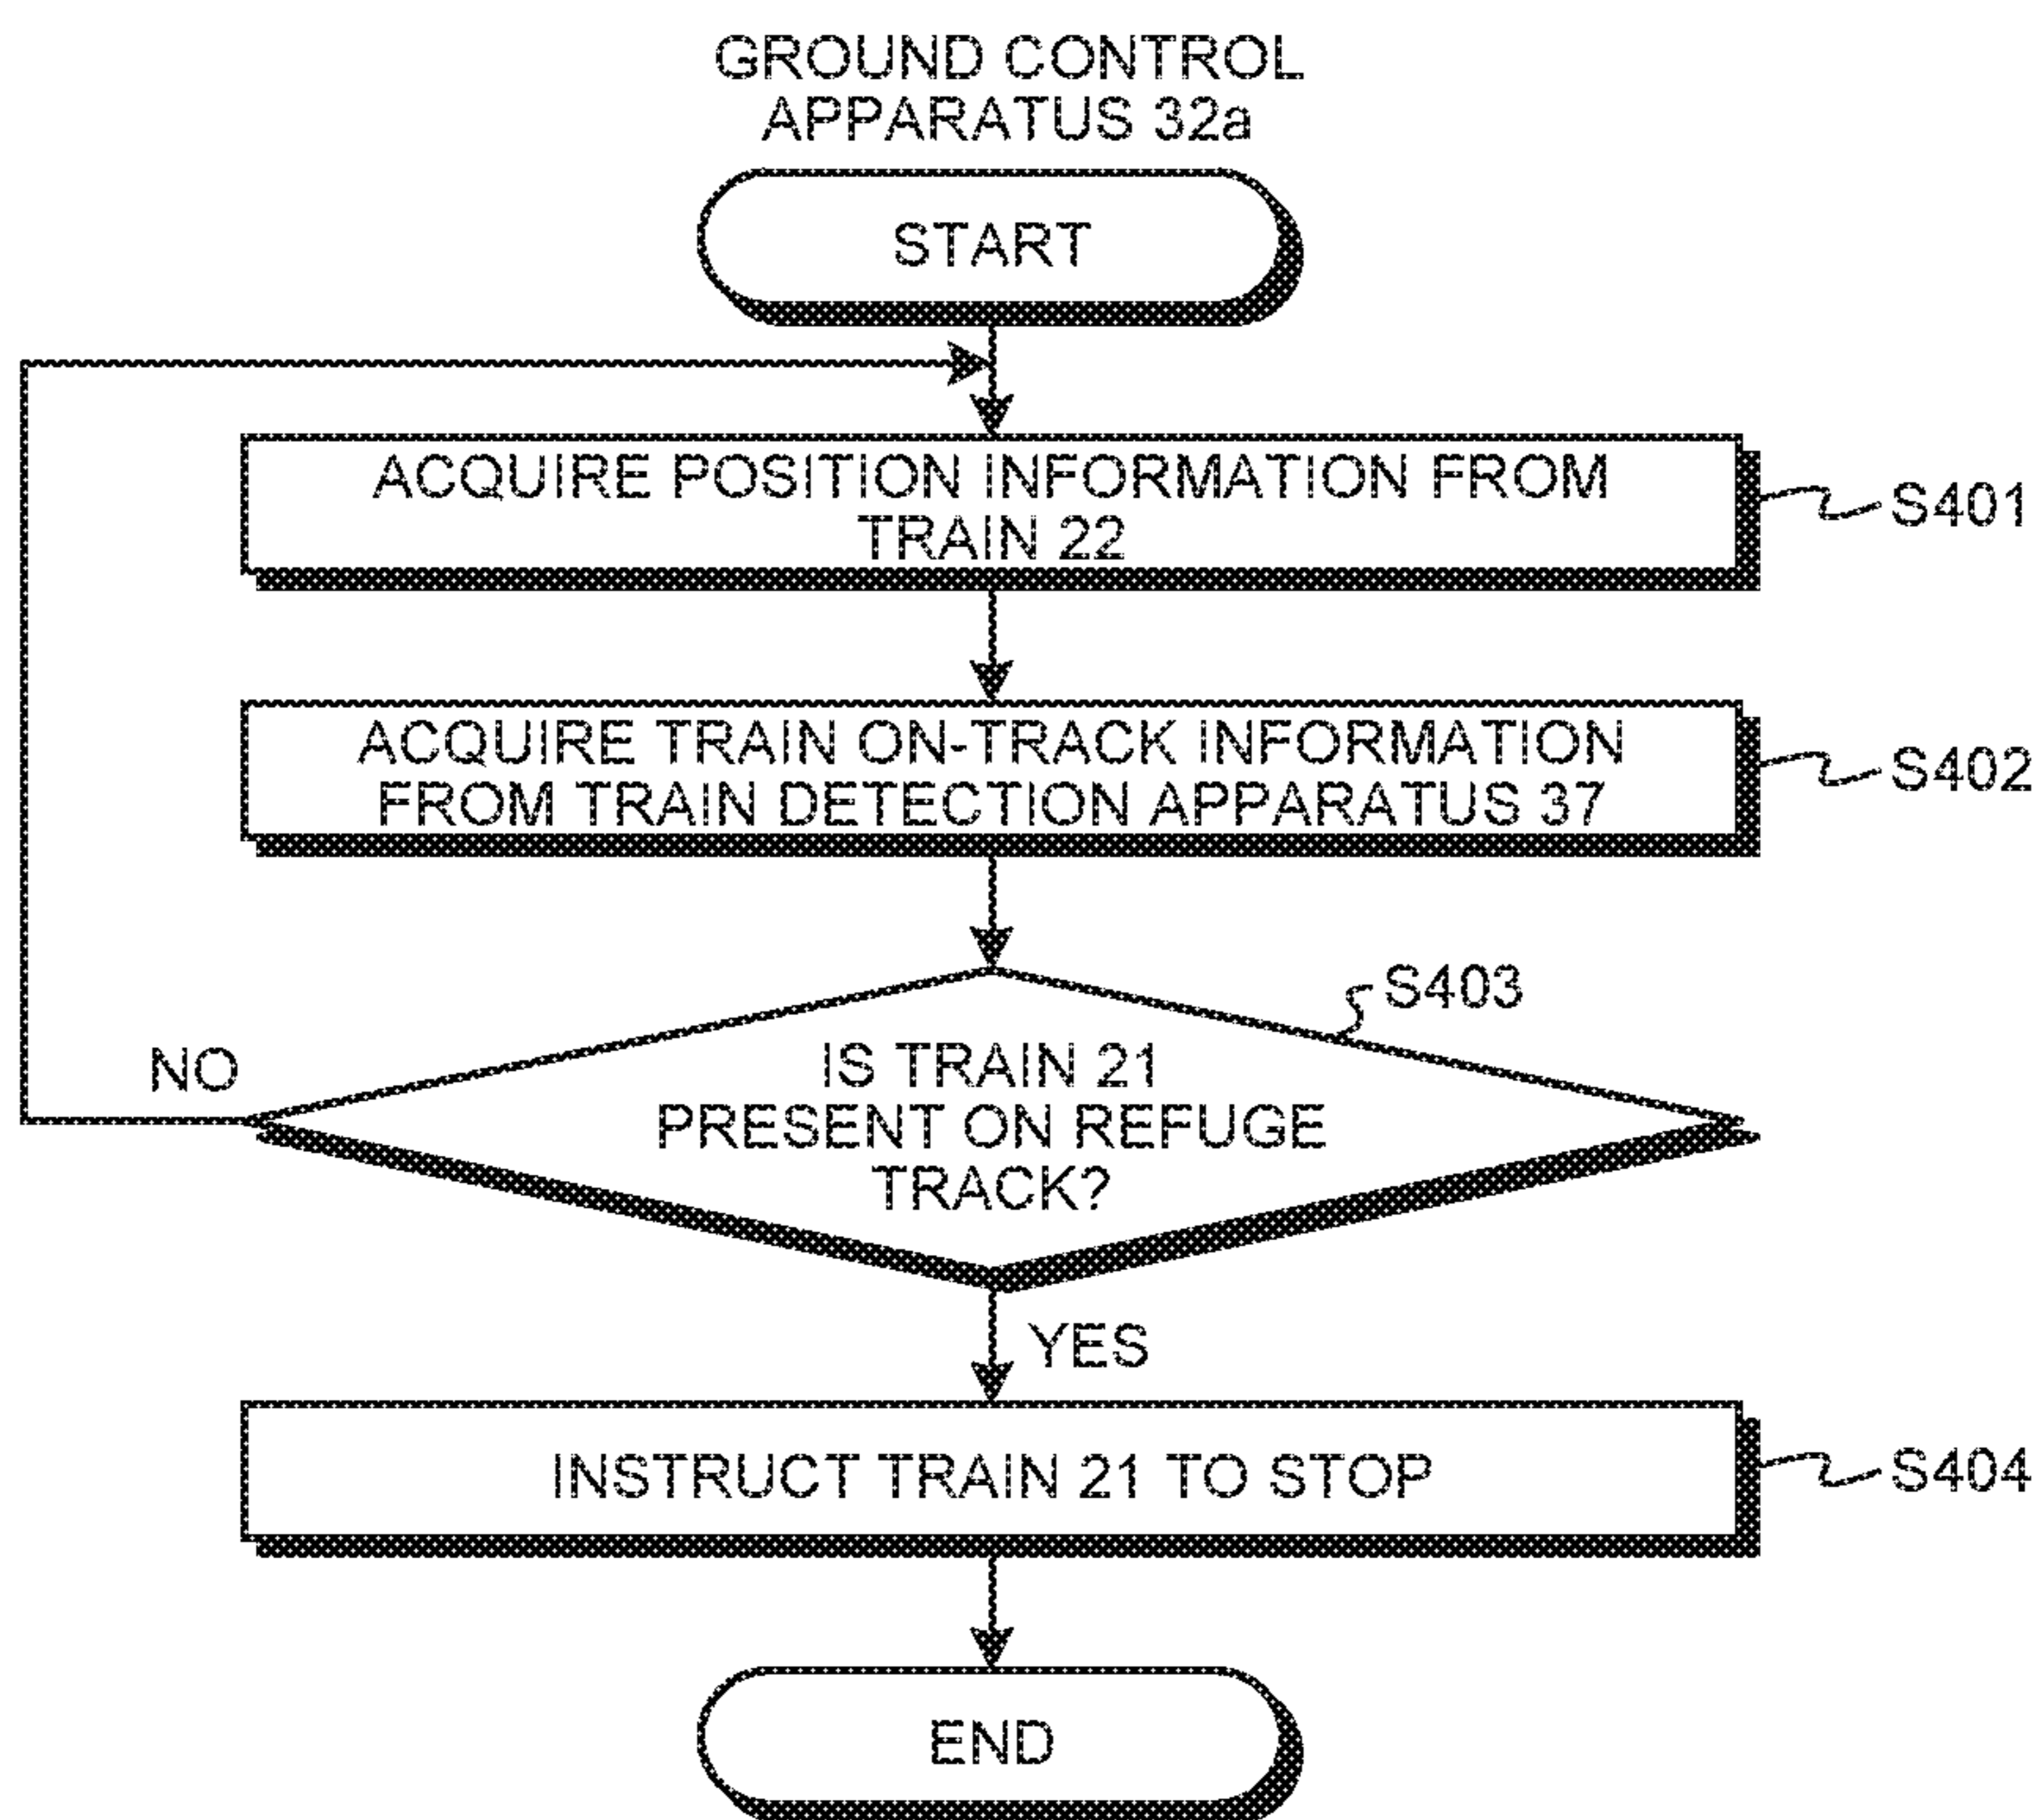 GROUND CONTROL
APPARATUS 32a
START
ACQUIRE POSITION INFORMATION FROM
TRAIN 22
S401
ACQUIRE TRAIN ON-TRACK INFORMATION
FROM TRAIN DETECTION APPARATUS 37
S402
S403
NO
IS TRAIN 21
PRESENT ON REFUGE
TRACK?
YES
INSTRUCT TRAIN 21 TO STOP
S404
END